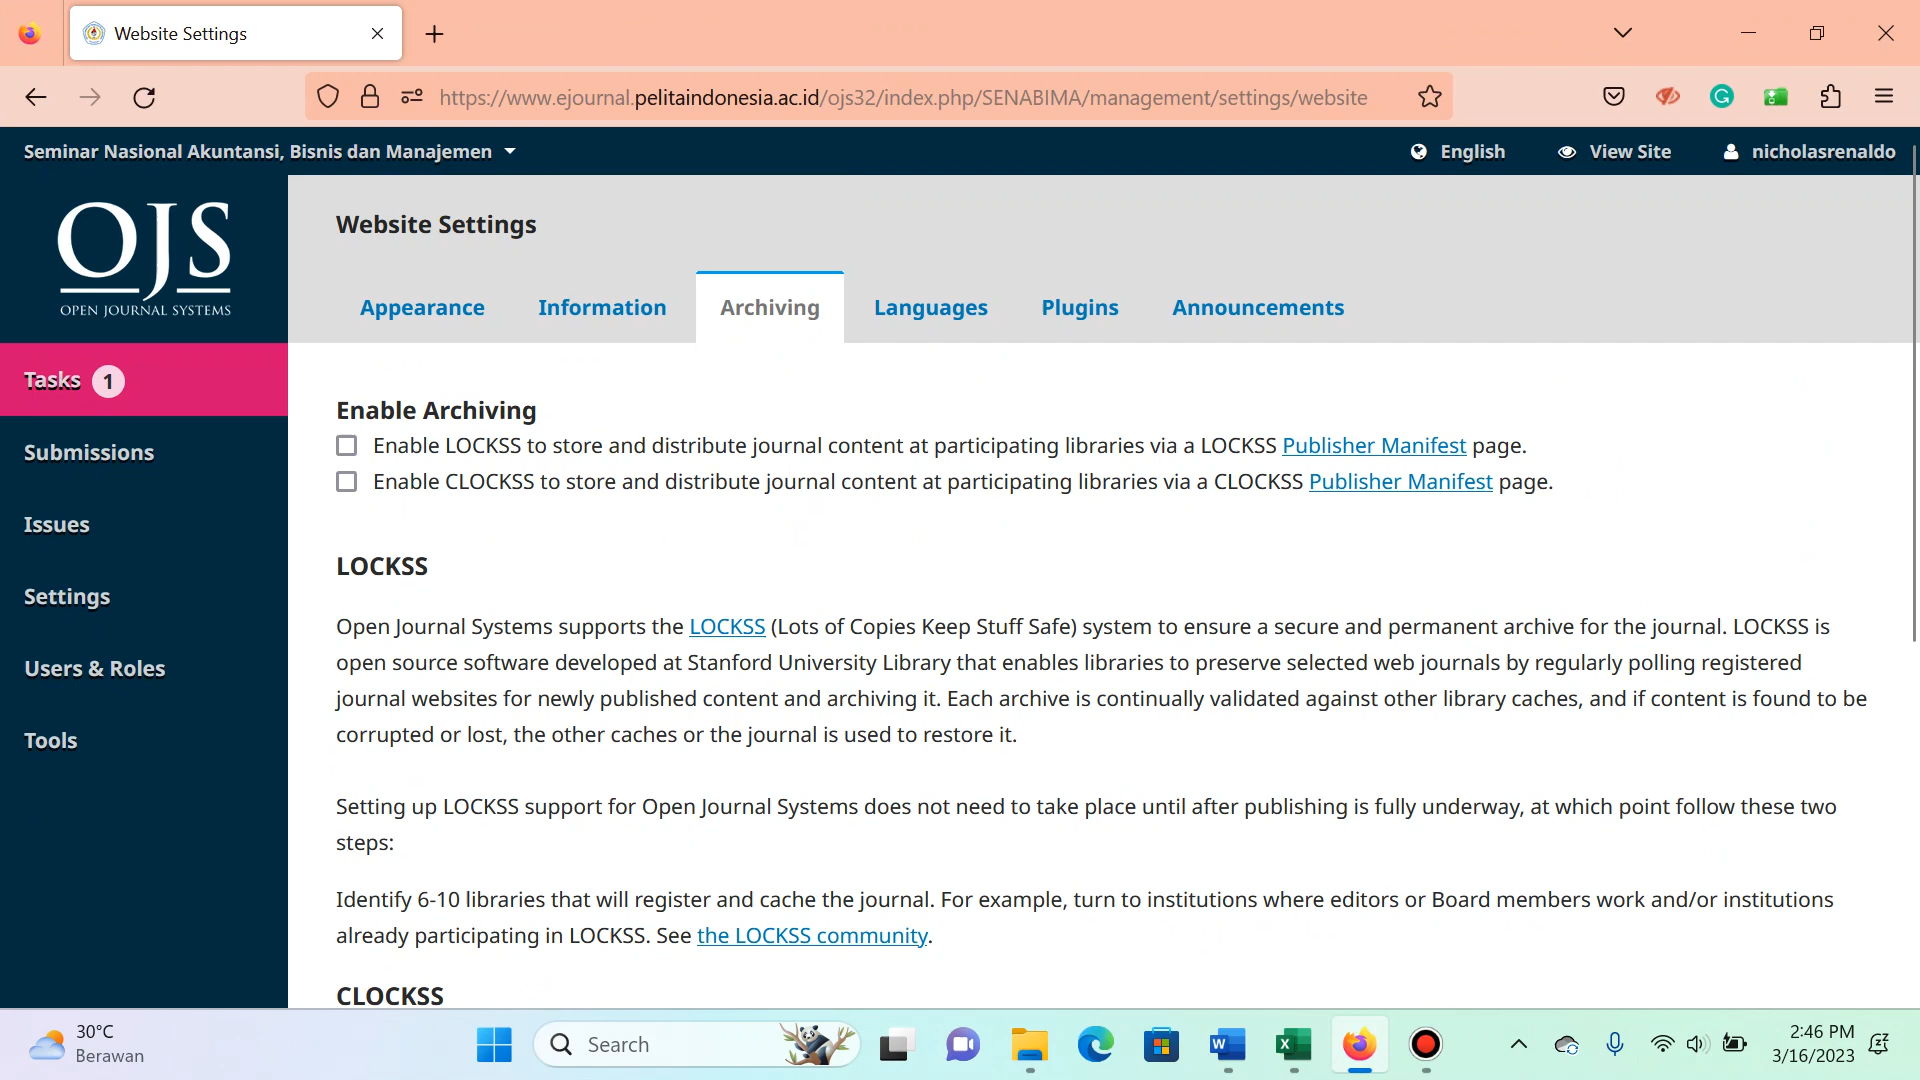 Website Settings
https://www.ejournal.pelitaindonesia.ac.id/ojs32/index.php/SENABIMA/management/settings/website
Seminar Nasional Akuntansi, Bisnis dan Manajemen
English
View Site
nicholasrenaldo
OJS
OPEN JOURNAL SYSTEMS
Tasks 1
Submissions
Issues
Settings
Users & Roles
Tools
Website Settings
Appearance
Information
Archiving
Languages
Plugins
Announcements
Enable Archiving
Enable LOCKSS to store and distribute journal content at participating libraries via a LOCKSS Publisher Manifest page.
Enable CLOCKSS to store and distribute journal content at participating libraries via a CLOCKSS Publisher Manifest page.
LOCKSS
Open Journal Systems supports the LOCKSS (Lots of Copies Keep Stuff Safe) system to ensure a secure and permanent archive for the journal. LOCKSS is
open source software developed at Stanford University Library that enables libraries to preserve selected web journals by regularly polling registered
journal websites for newly published content and archiving it. Each archive is continually validated against other library caches, and if content is found to be
corrupted or lost, the other caches or the journal is used to restore it.
Setting up LOCKSS support for Open Journal Systems does not need to take place until after publishing is fully underway, at which point follow these two
steps:
Identify 6-10 libraries that will register and cache the journal. For example, turn to institutions where editors or Board members work and/or institutions
already participating in LOCKSS. See the LOCKSS community.
CLOCKSS
30°C
Berawan
Search
2:46 PM
3/16/2023